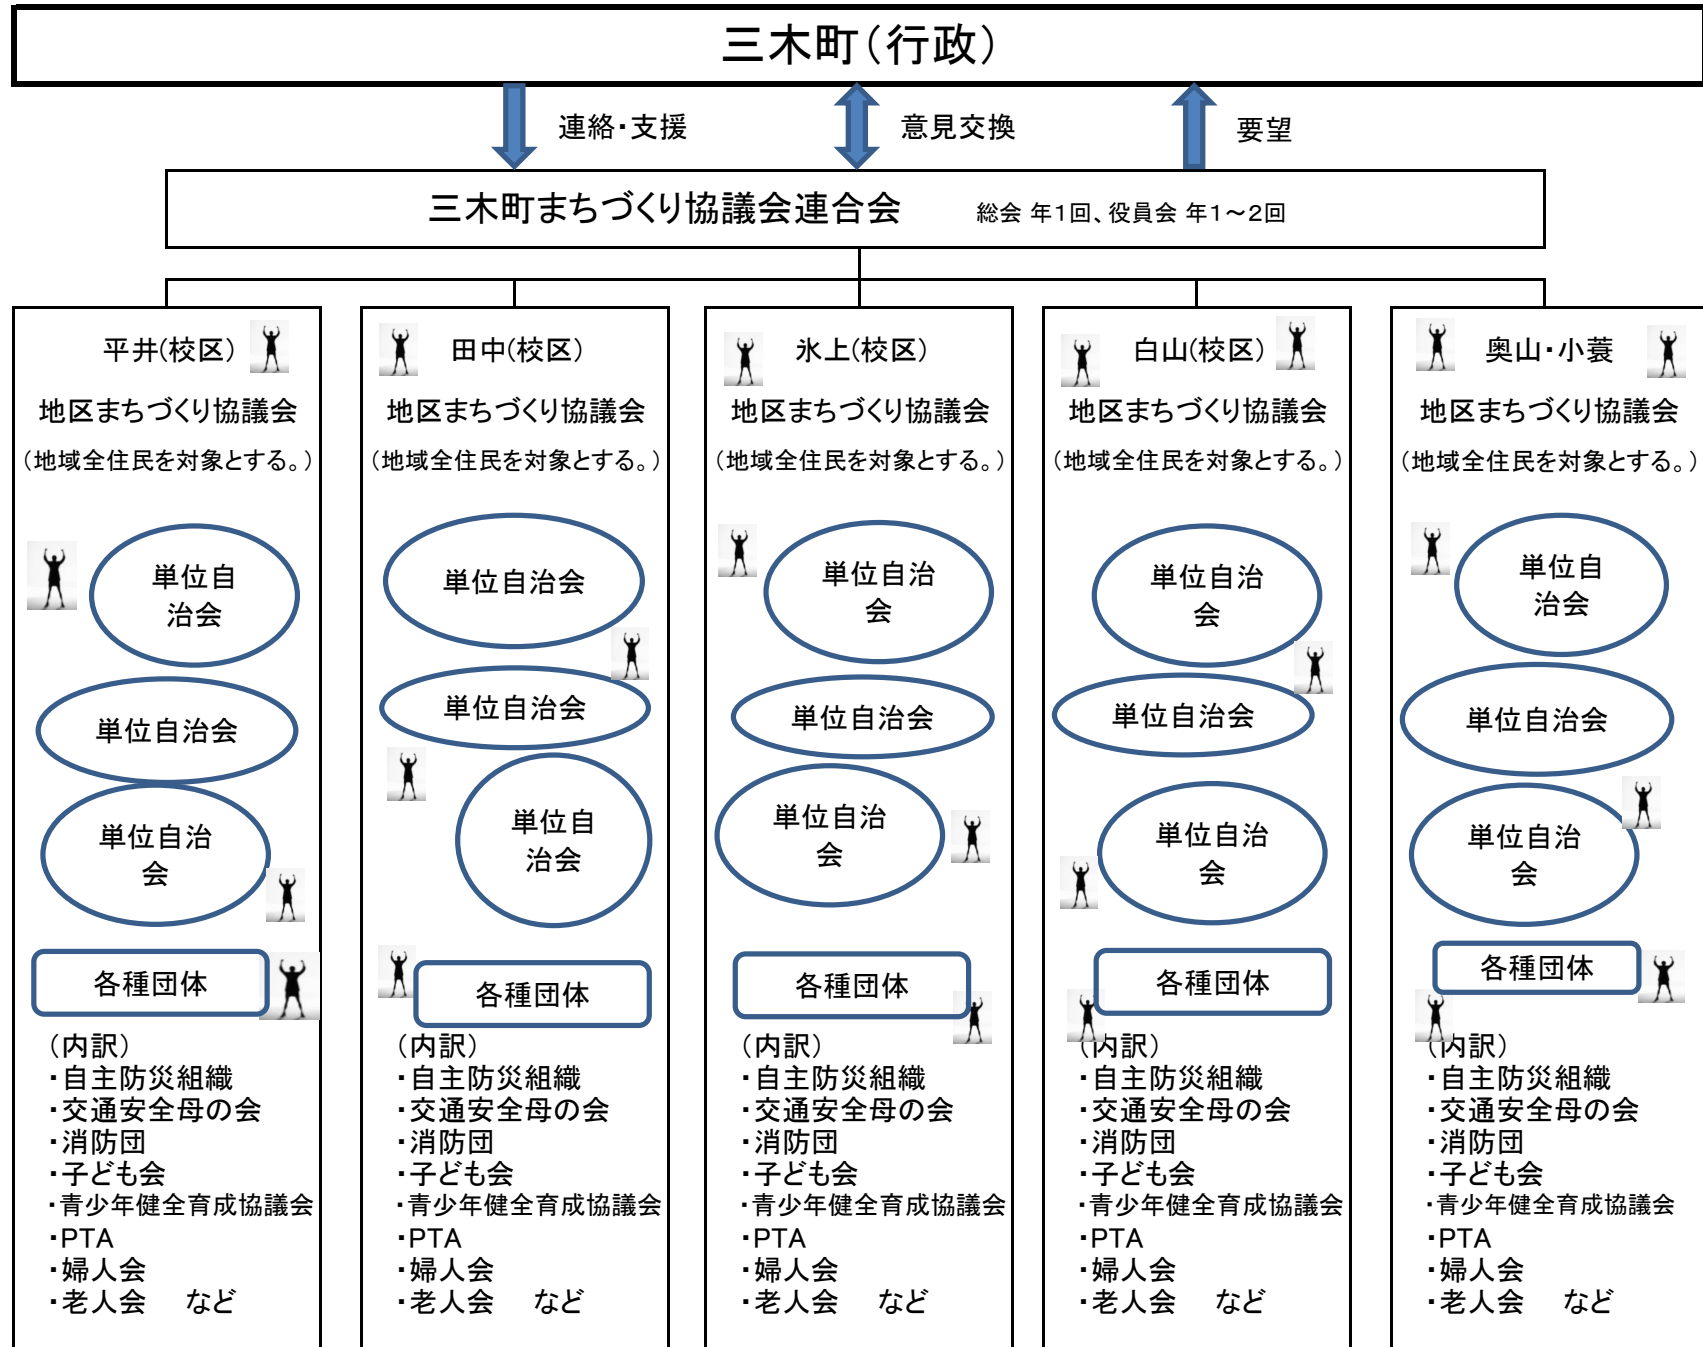 三木町(行政)
連絡・支援
意見交換
要望
三木町まちづくり協議会連合会
総会 年1回、役員会 年1～2回
平井(校区)
地区まちづくり協議会
(地域全住民を対象とする。)
単位自
治会
単位自治会
単位自治
会
各種団体
(内訳)
・自主防災組織
・交通安全母の会
・消防団
・子ども会
・青少年健全育成協議会
・PTA
・婦人会
・老人会　など
田中(校区)
地区まちづくり協議会
(地域全住民を対象とする。)
単位自治会
単位自治会
単位自
治会
各種団体
(内訳)
・自主防災組織
・交通安全母の会
・消防団
・子ども会
・青少年健全育成協議会
・PTA
・婦人会
・老人会　など
氷上(校区)
地区まちづくり協議会
(地域全住民を対象とする。)
単位自治
会
単位自治会
単位自治
会
各種団体
(内訳)
・自主防災組織
・交通安全母の会
・消防団
・子ども会
・青少年健全育成協議会
・PTA
・婦人会
・老人会　など
白山(校区)
地区まちづくり協議会
(地域全住民を対象とする。)
単位自治
会
単位自治会
単位自治
会
各種団体
(内訳)
・自主防災組織
・交通安全母の会
・消防団
・子ども会
・青少年健全育成協議会
・PTA
・婦人会
・老人会　など
奥山・小蓑
地区まちづくり協議会
(地域全住民を対象とする。)
単位自
治会
単位自治会
単位自治
会
各種団体
(内訳)
・自主防災組織
・交通安全母の会
・消防団
・子ども会
・青少年健全育成協議会
・PTA
・婦人会
・老人会　など